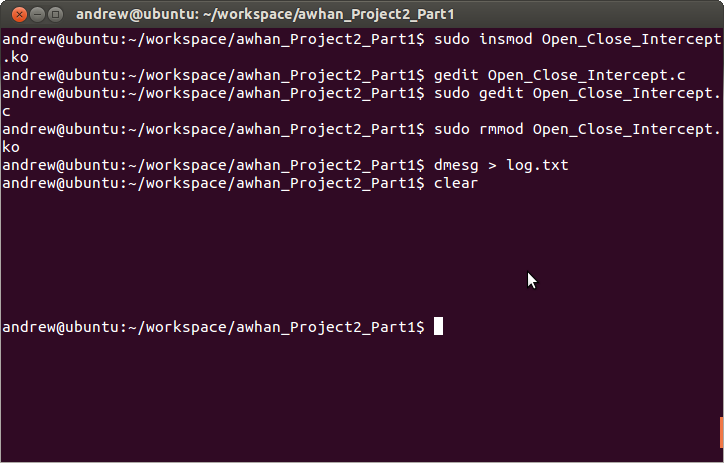 andrew@ubuntu: ~/workspace/awhan_Project2_Part1
andrew@ubuntu:~/workspace/awhan_Project2_Part1$ sudo insmod Open_Close_Intercept
.ko
andrew@ubuntu:~/workspace/awhan_Project2_Part1$ gedit Open_Close_Intercept.c
andrew@ubuntu:~/workspace/awhan_Project2_Part1$ sudo gedit Open_Close_Intercept.
c
andrew@ubuntu:~/workspace/awhan_Project2_Part1$ sudo rmmod Open_Close_Intercept.
ko
andrew@ubuntu:~/workspace/awhan_Project2_Part1$ dmesg > log.txt
andrew@ubuntu:~/workspace/awhan_Project2_Part1$ clear
andrew@ubuntu:~/workspace/awhan_Project2_Part1$